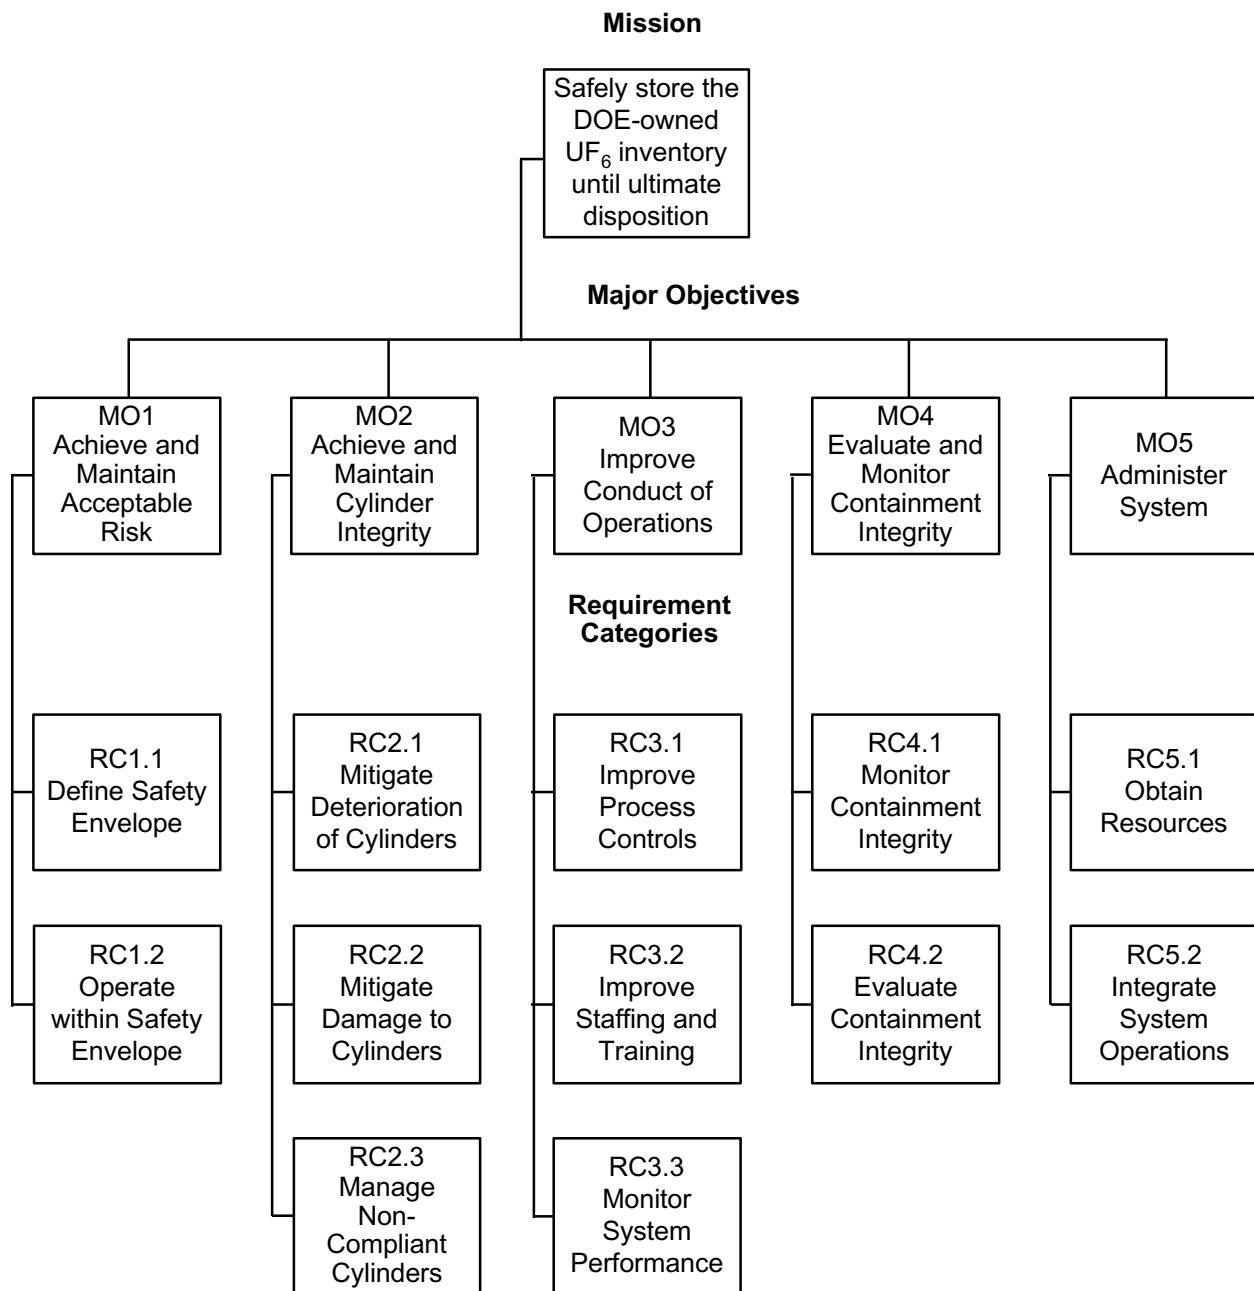 Mission
Safely store the
DOE-owned
UF₆ inventory
until ultimate
disposition
Major Objectives
MO1
Achieve and
Maintain
Acceptable
Risk
MO2
Achieve and
Maintain
Cylinder
Integrity
MO3
Improve
Conduct of
Operations
MO4
Evaluate and
Monitor
Containment
Integrity
MO5
Administer
System
Requirement
Categories
RC1.1
Define Safety
Envelope
RC2.1
Mitigate
Deterioration
of Cylinders
RC3.1
Improve
Process
Controls
RC4.1
Monitor
Containment
Integrity
RC5.1
Obtain
Resources
RC1.2
Operate
within Safety
Envelope
RC2.2
Mitigate
Damage to
Cylinders
RC3.2
Improve
Staffing and
Training
RC4.2
Evaluate
Containment
Integrity
RC5.2
Integrate
System
Operations
RC2.3
Manage
Non-
Compliant
Cylinders
RC3.3
Monitor
System
Performance